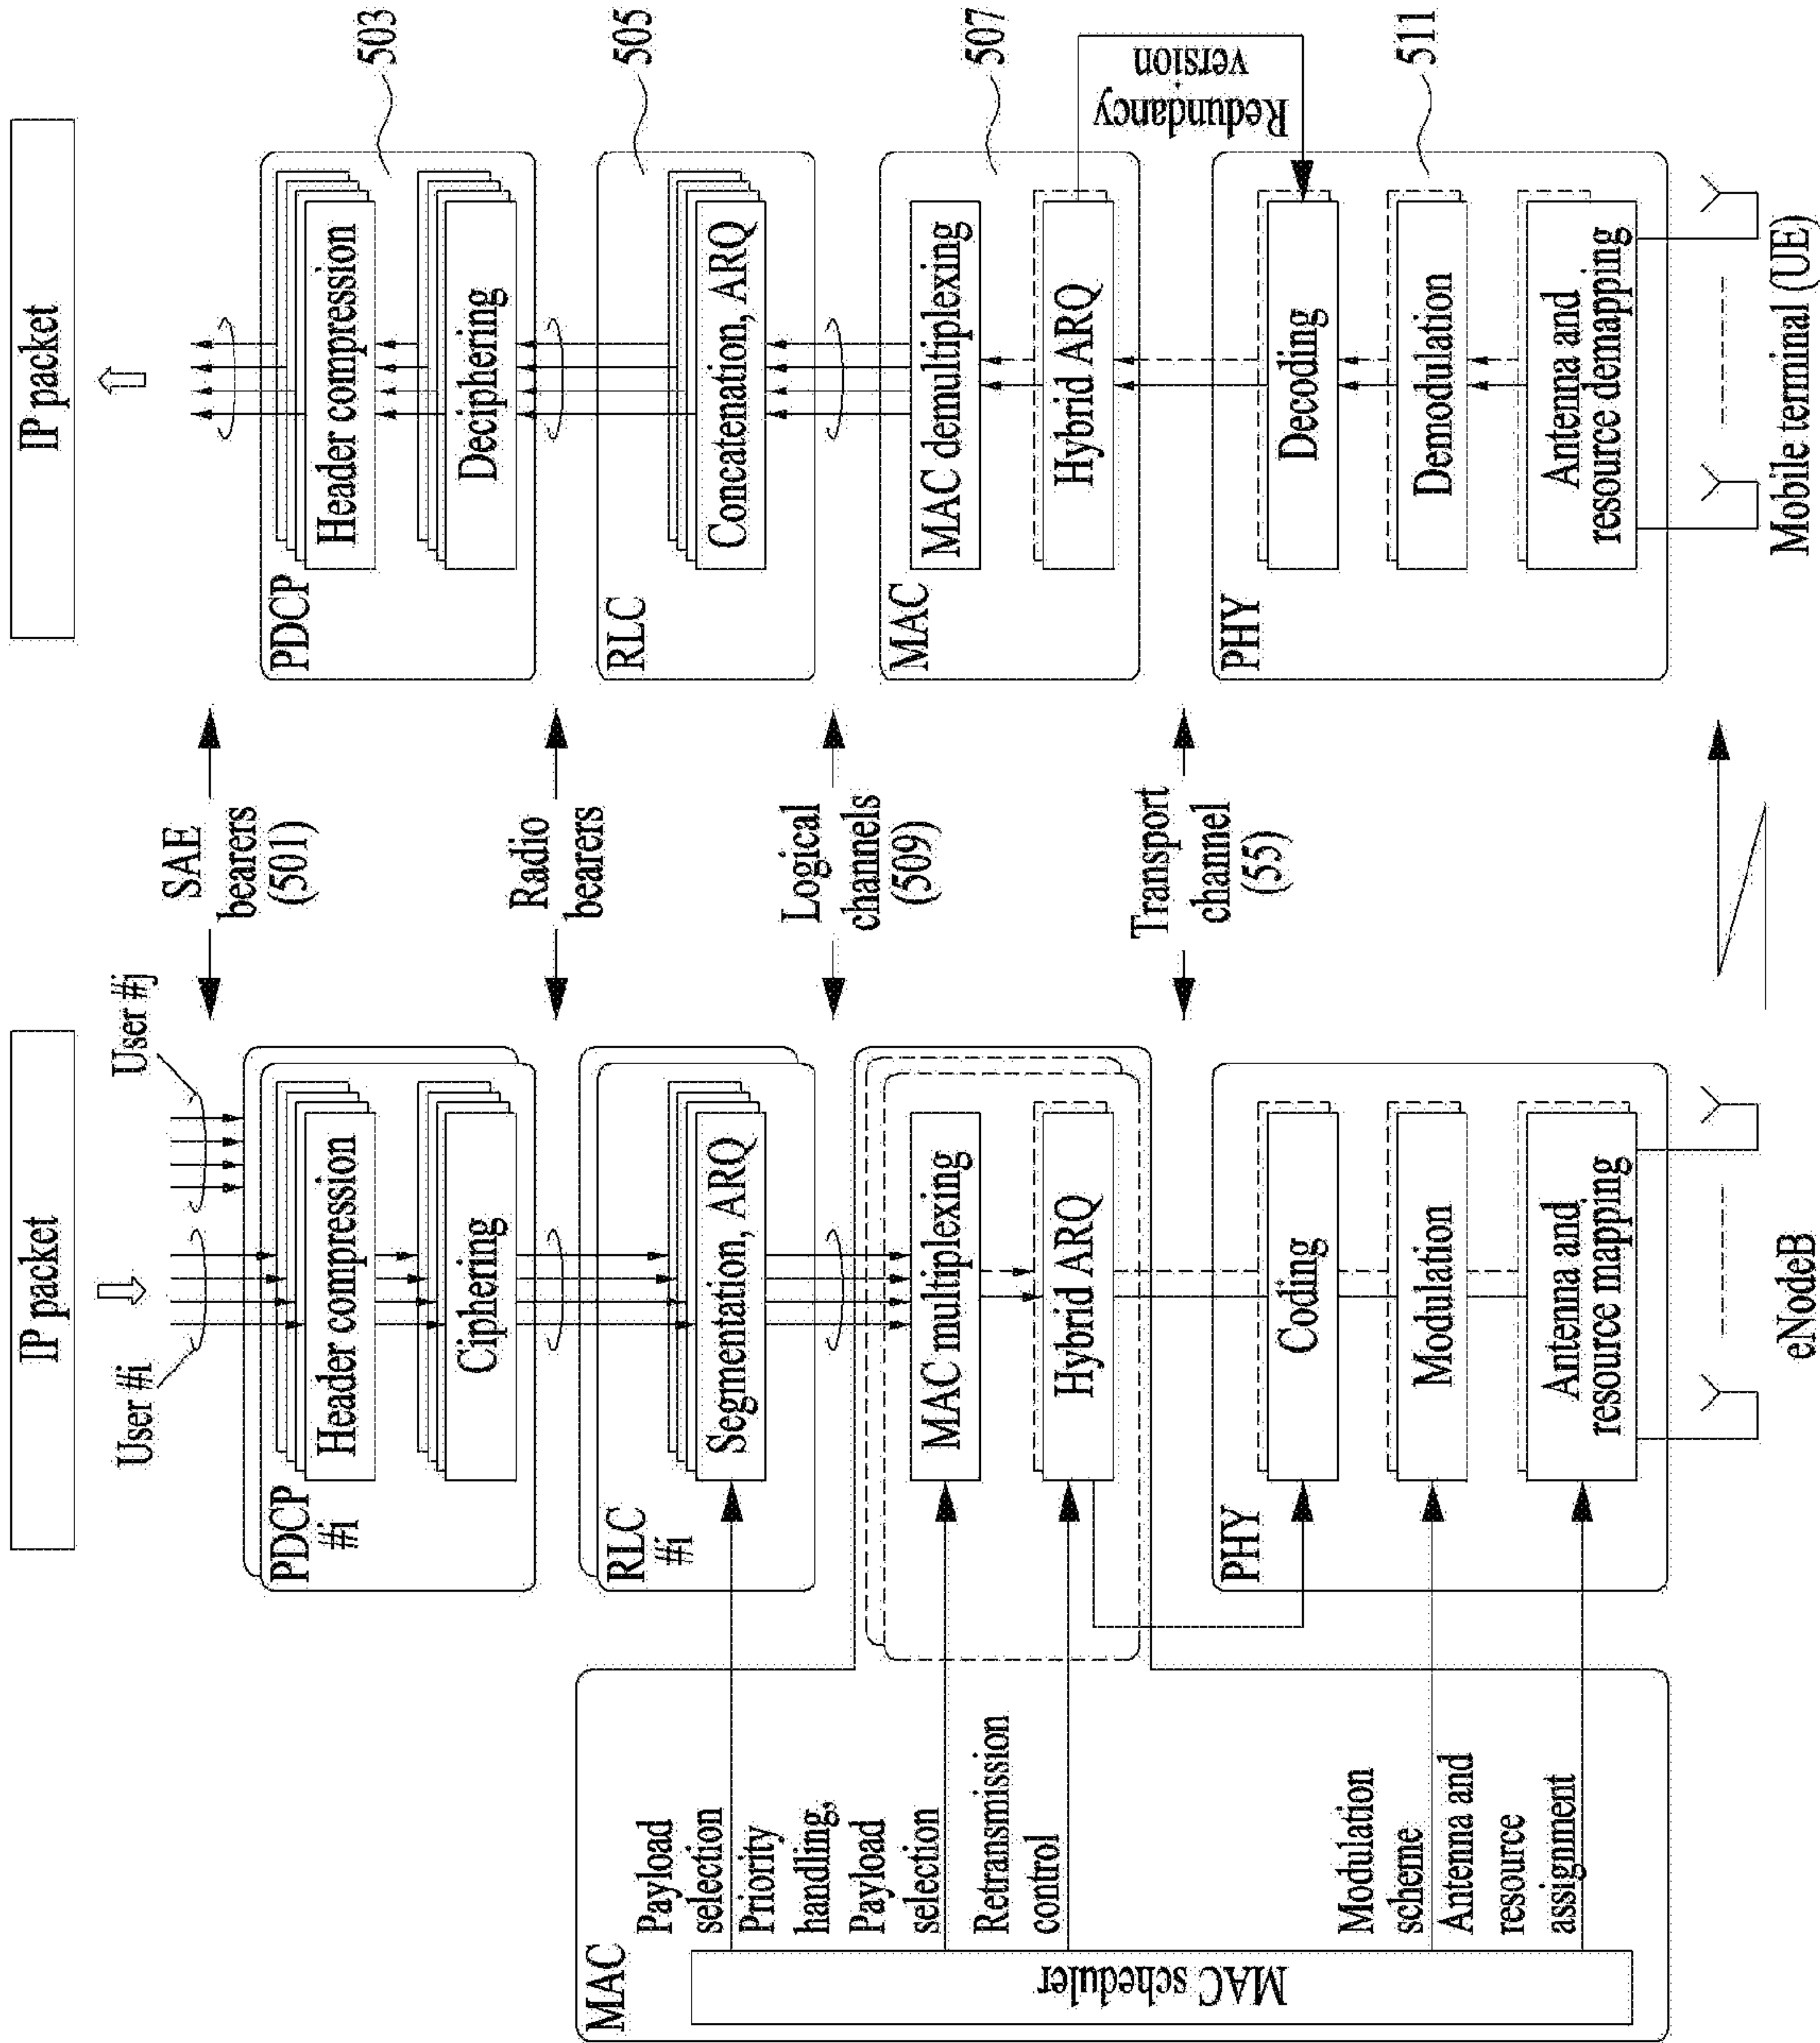 IP packet
IP packet
User #i
User #j
SAE
bearers
(501)
PDCP
#i
Header compression
Ciphering
PDCP
Header compression
Deciphering
503
Radio
bearers
MAC
MAC scheduler
Payload
selection
Priority
handling,
Payload
selection
Retransmission
control
Modulation
scheme
Antenna and
resource
assignment
RLC
#i
Segmentation, ARQ
RLC
Concatenation, ARQ
505
Logical
channels
(509)
MAC multiplexing
Hybrid ARQ
MAC
MAC demultiplexing
Hybrid ARQ
507
Redundancy
version
Transport
channel
(55)
PHY
Coding
Modulation
Antenna and
resource mapping
PHY
Decoding
Demodulation
Antenna and
resource demapping
511
eNodeB
Mobile terminal (UE)